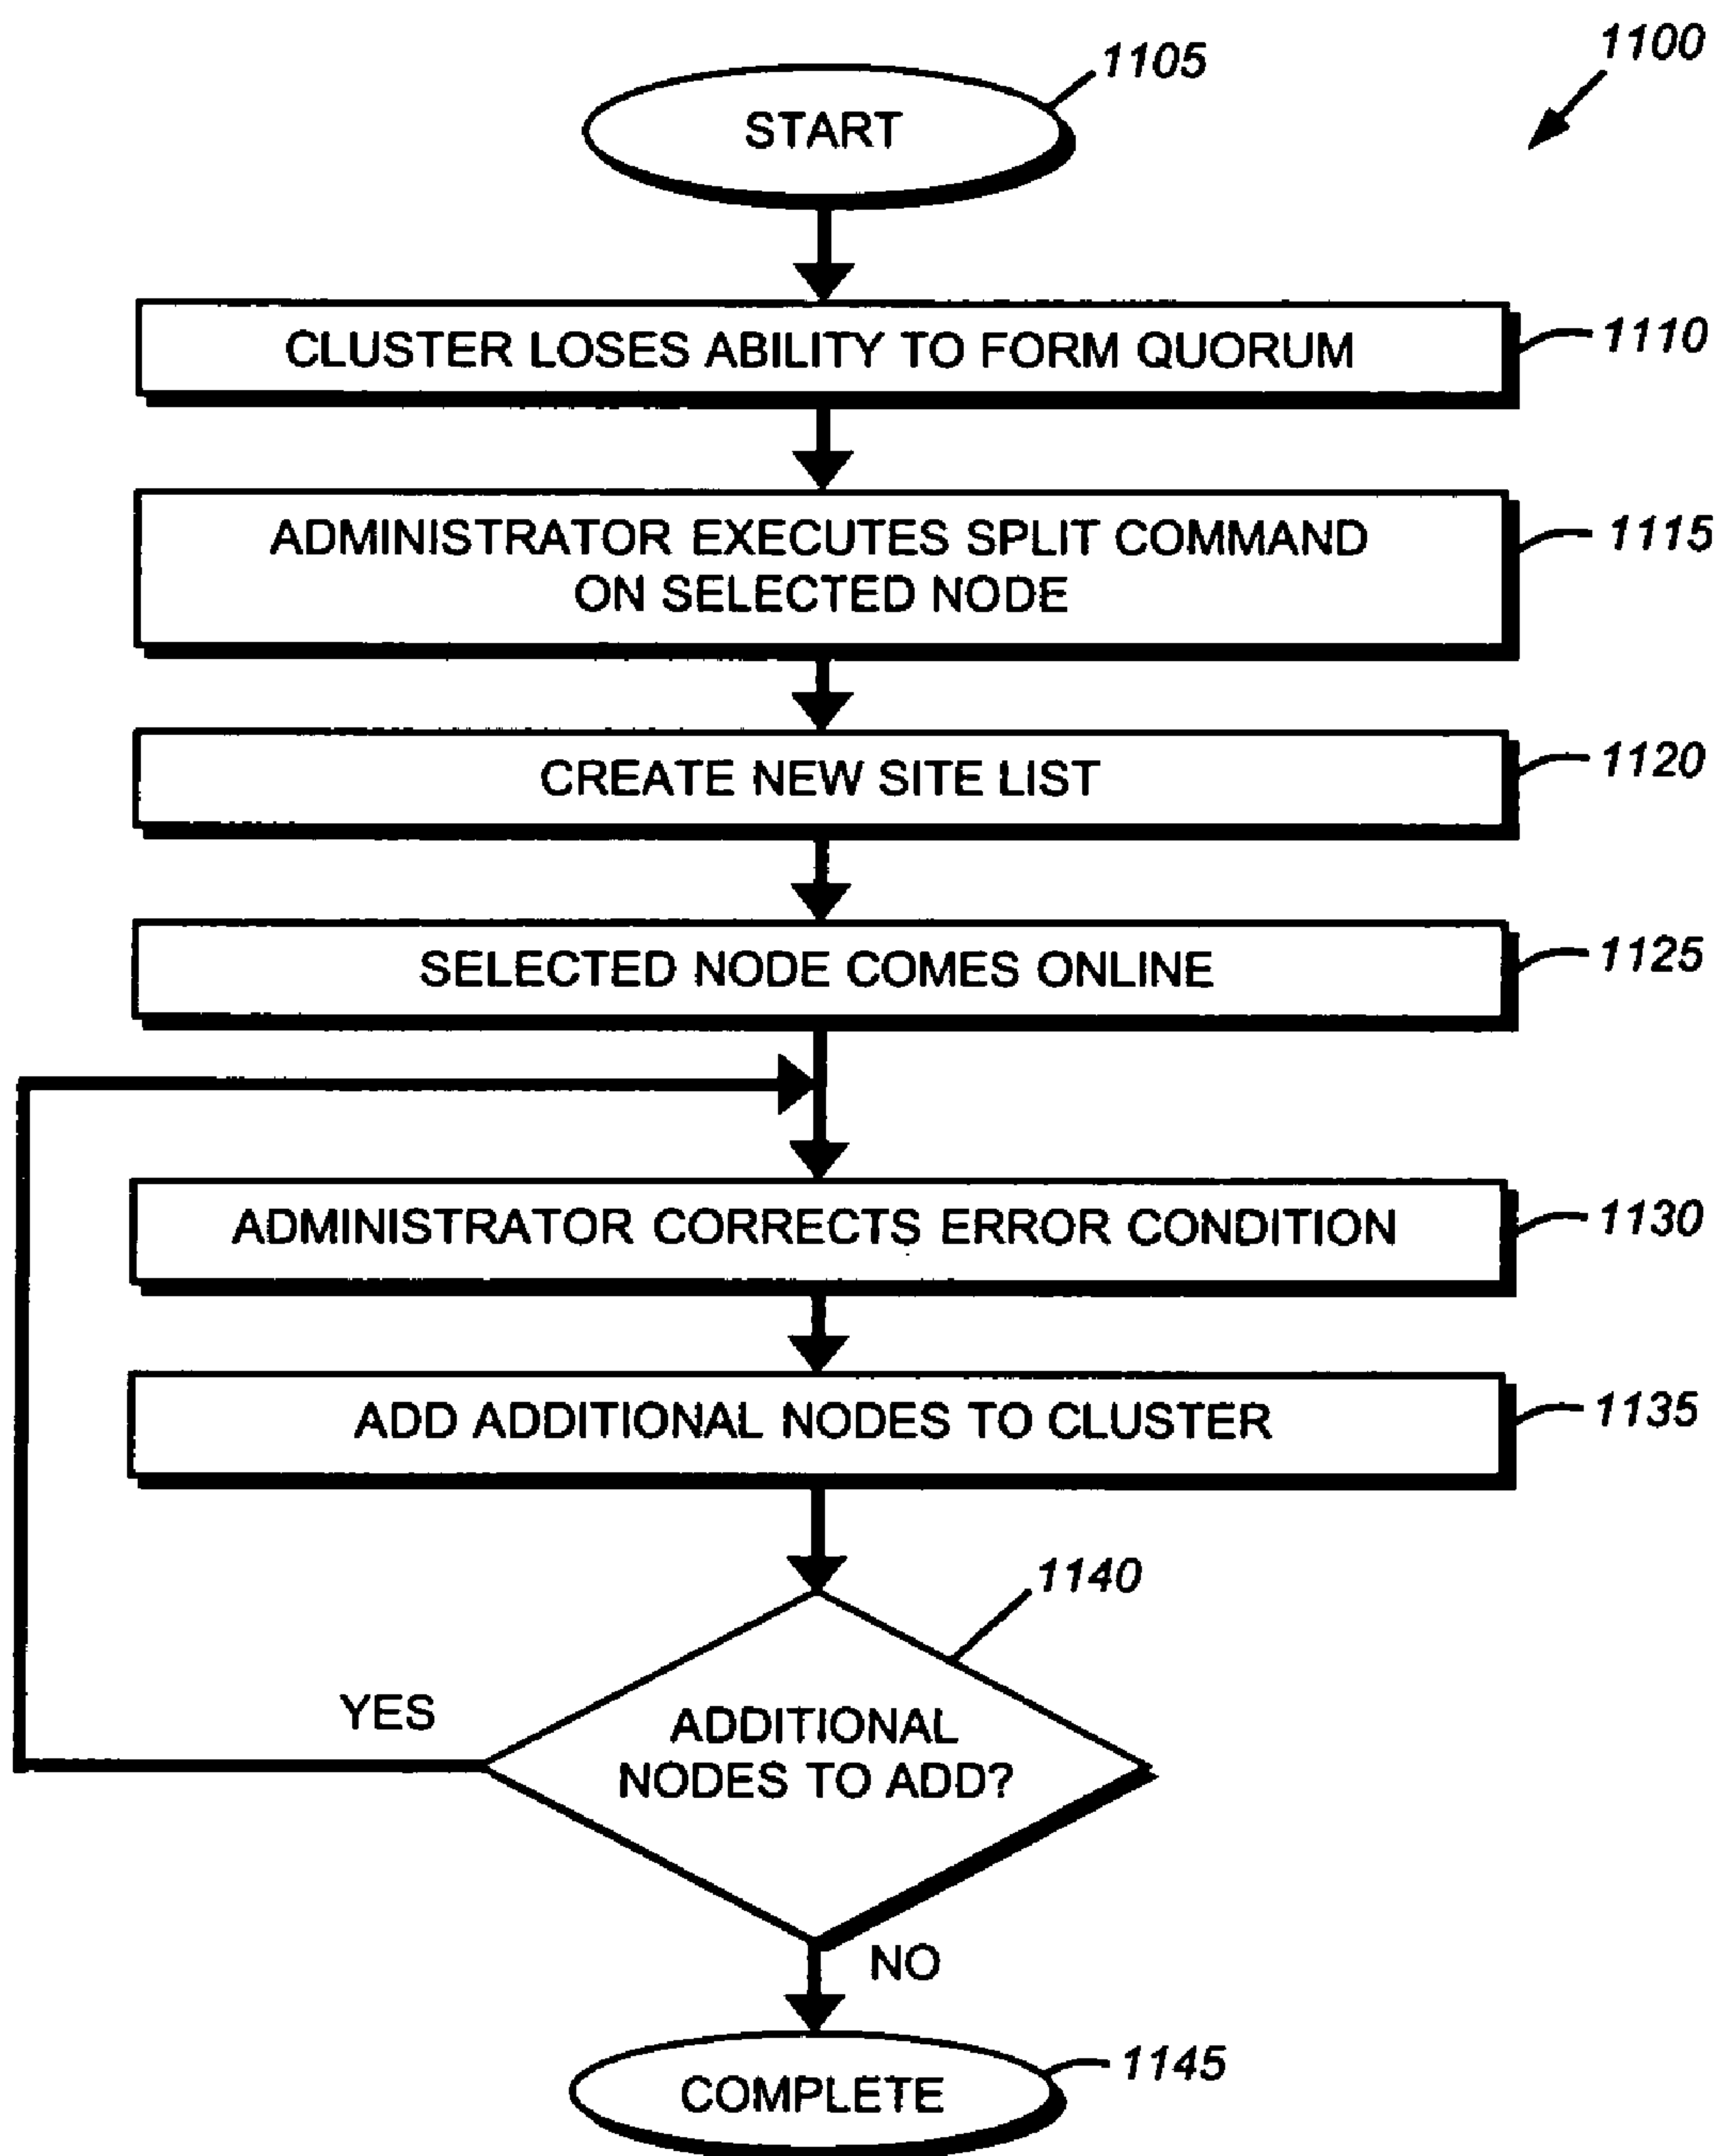 1100
1105
START
CLUSTER LOSES ABILITY TO FORM QUORUM
1110
ADMINISTRATOR EXECUTES SPLIT COMMAND
ON SELECTED NODE
1115
CREATE NEW SITE LIST
1120
SELECTED NODE COMES ONLINE
1125
ADMINISTRATOR CORRECTS ERROR CONDITION
1130
ADD ADDITIONAL NODES TO CLUSTER
1135
1140
ADDITIONAL
NODES TO ADD?
YES
NO
COMPLETE
1145